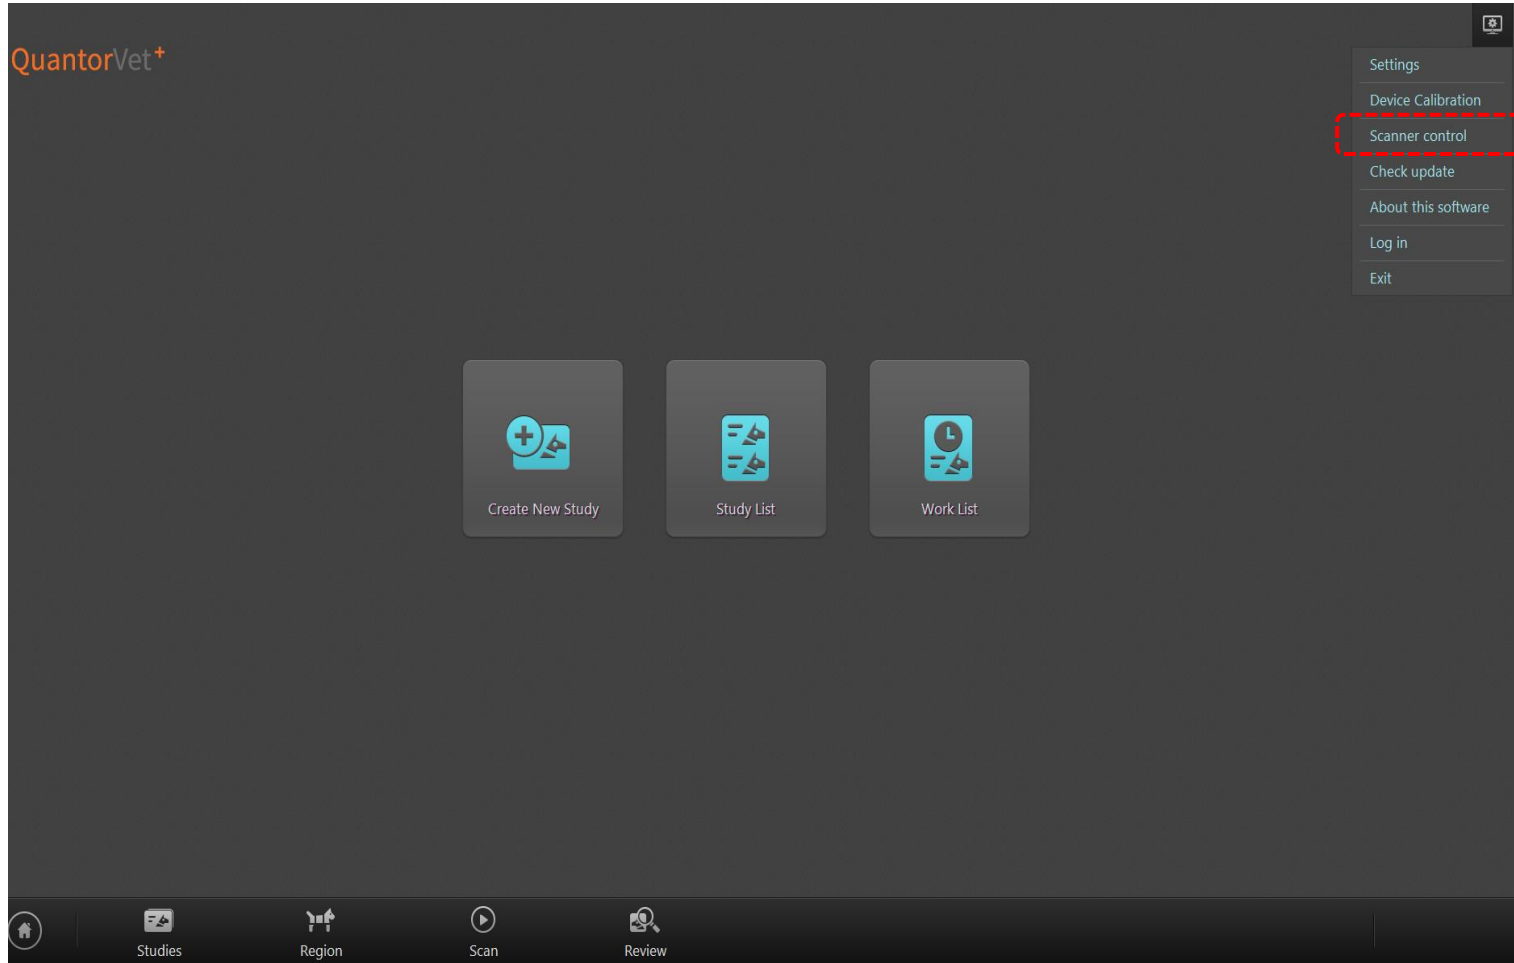 QuantorVet+
Settings
Device Calibration
Scanner control
Check update
About this software
Log in
Exit
Create New Study
Study List
Work List
Studies
Region
Scan
Review